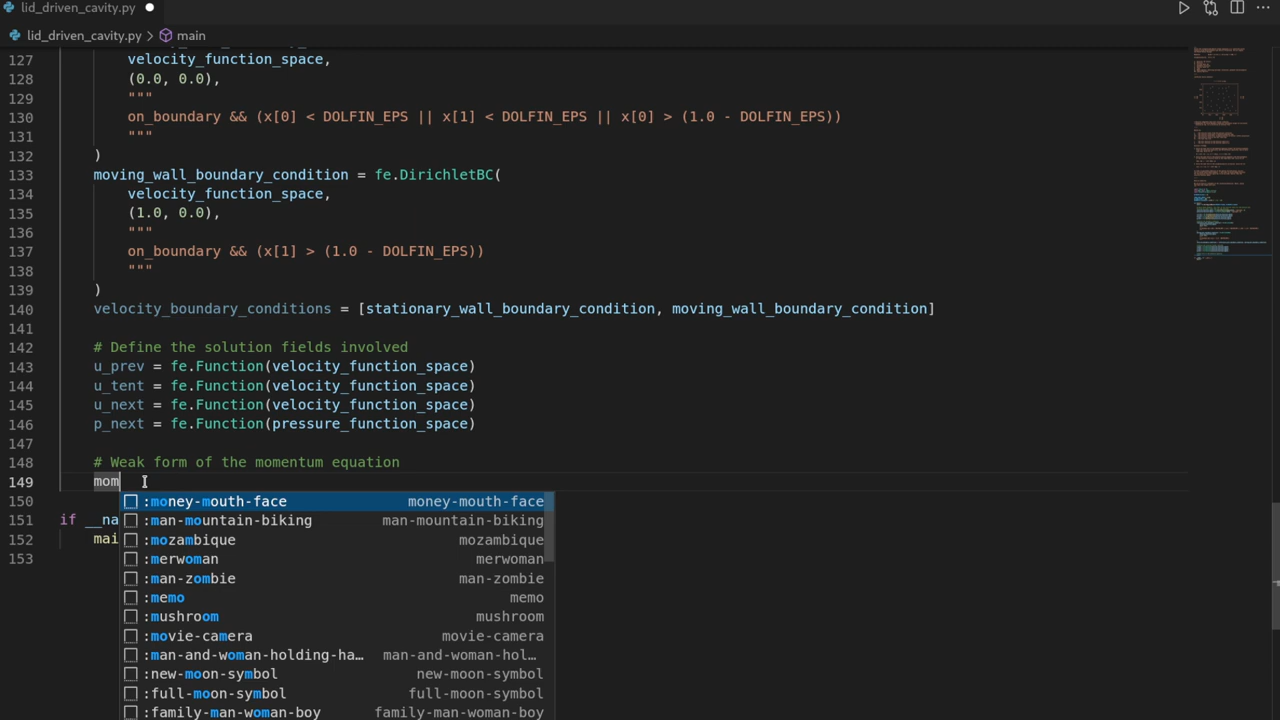 lid_driven_cavity.py
lid_driven_cavity.py > main
127 velocity_function_space,
128 (0.0, 0.0),
129 """
130 on_boundary && (x[0] < DOLFIN_EPS || x[1] < DOLFIN_EPS || x[0] > (1.0 - DOLFIN_EPS))
131 """
132 )
133 moving_wall_boundary_condition = fe.DirichletBC(
134 velocity_function_space,
135 (1.0, 0.0),
136 """
137 on_boundary && (x[1] > (1.0 - DOLFIN_EPS))
138 """
139 )
140 velocity_boundary_conditions = [stationary_wall_boundary_condition, moving_wall_boundary_condition]
141
142 # Define the solution fields involved
143 u_prev = fe.Function(velocity_function_space)
144 u_tent = fe.Function(velocity_function_space)
145 u_next = fe.Function(velocity_function_space)
146 p_next = fe.Function(pressure_function_space)
147
148 # Weak form of the momentum equation
149 mom
150 :money-mouth-face money-mouth-face
151 if __na :man-mountain-biking man-mountain-biking
152 mai :mozambique mozambique
153 :merwoman merwoman
:man-zombie man-zombie
:memo memo
:mushroom mushroom
:movie-camera movie-camera
:man-and-woman-holding-ha… man-and-woman-hol…
:new-moon-symbol new-moon-symbol
:full-moon-symbol full-moon-symbol
:family-man-woman-boy family-man-woman-boy